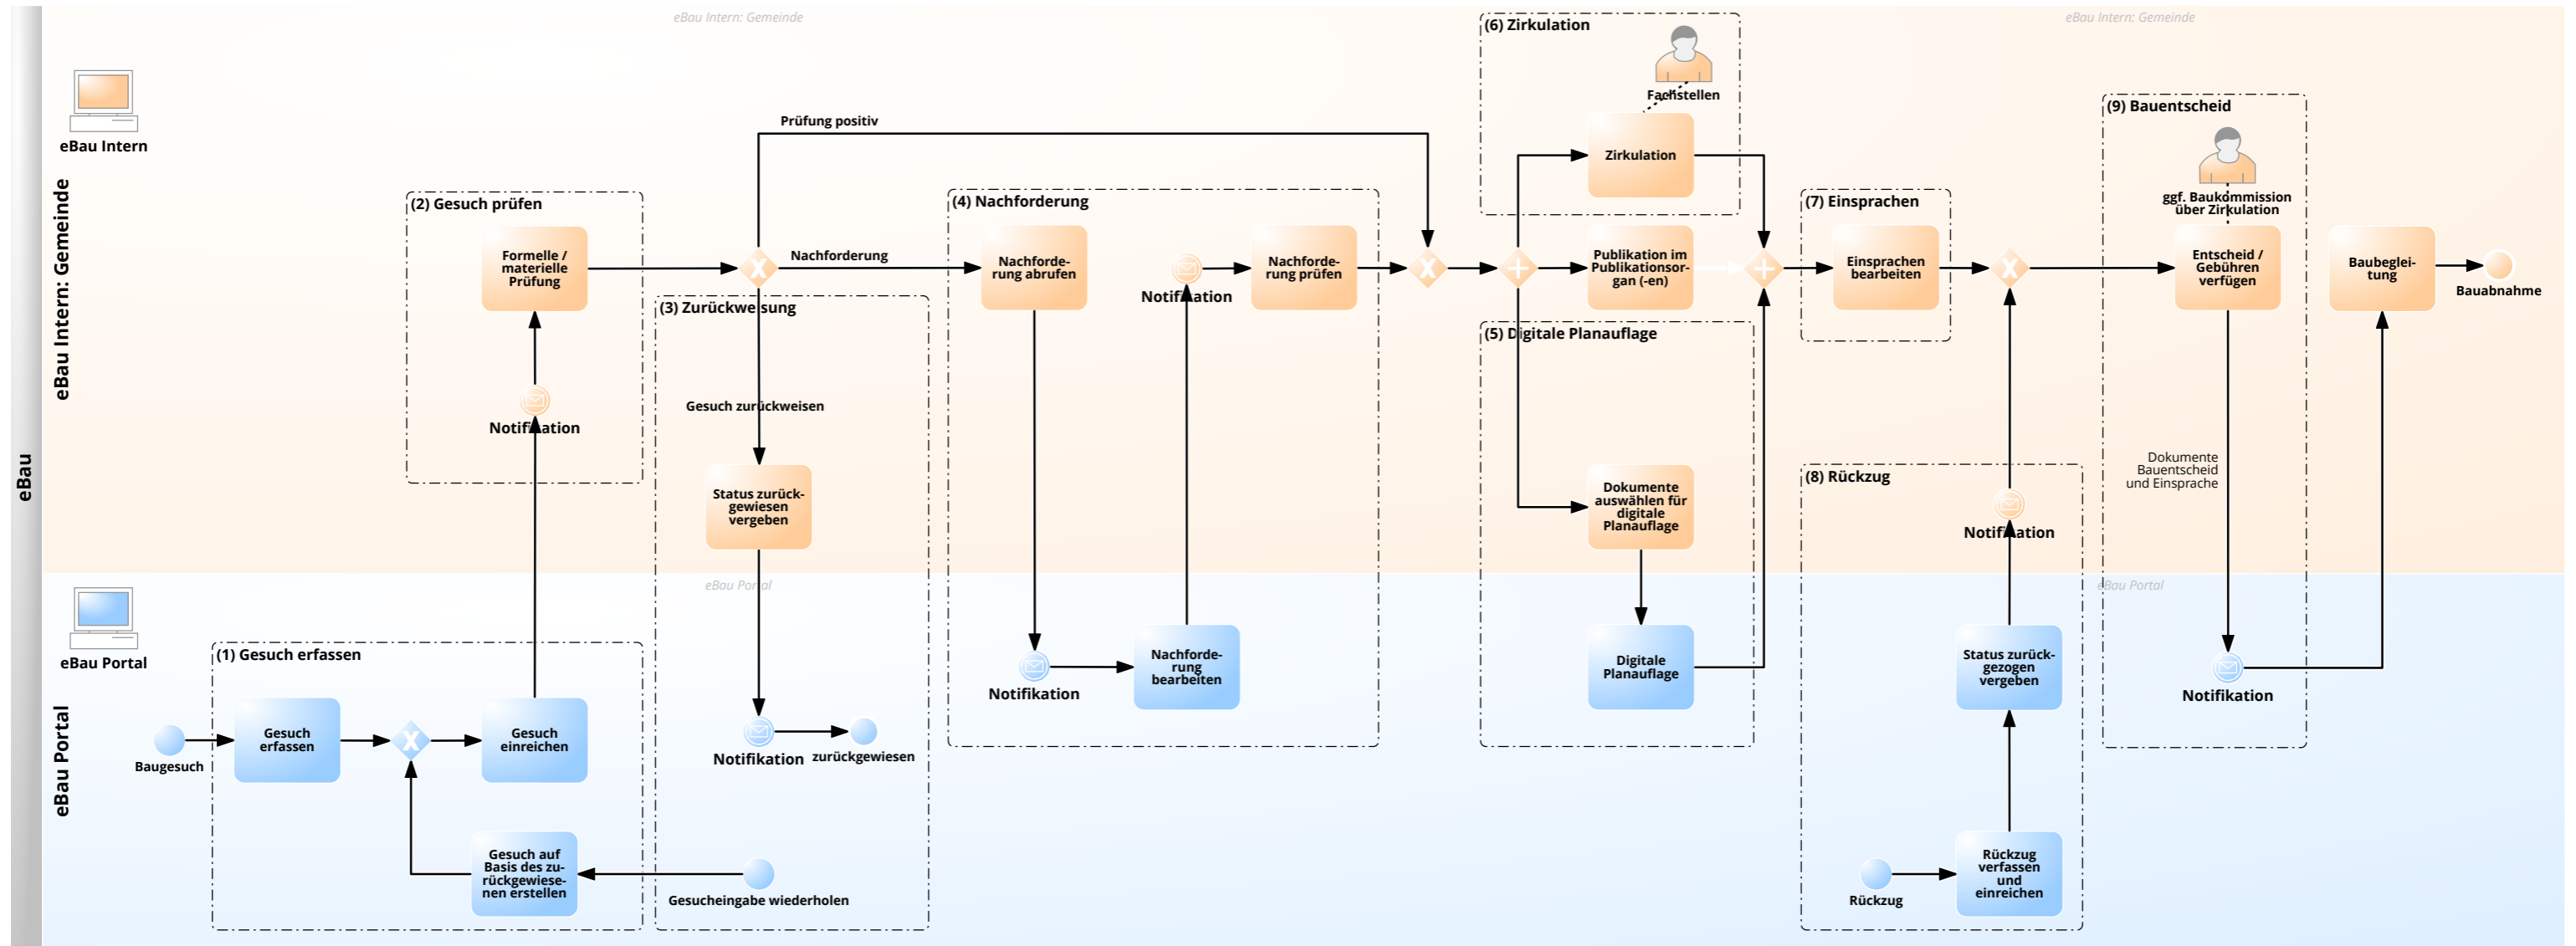 eBau Intern: Gemeinde
eBau Intern: Gemeinde
eBau
eBau Intern: Gemeinde
eBau Intern
(2) Gesuch prüfen
Formelle /
materielle
Prüfung
Notifikation
Prüfung positiv
Nachforderung
(3) Zurückweisung
Gesuch zurückweisen
Status zurück-
gewiesen
vergeben
(4) Nachforderung
Nachforde-
rung abrufen
Notifikation
Nachforde-
rung prüfen
(6) Zirkulation
Fachstellen
Zirkulation
Publikation im
Publikationsor-
gan (-en)
(5) Digitale Planauflage
Dokumente
auswählen für
digitale
Planauflage
(7) Einsprachen
Einsprachen
bearbeiten
(8) Rückzug
Notifikation
(9) Bauentscheid
ggf. Baukommission
über Zirkulation
Entscheid /
Gebühren
verfügen
Dokumente
Bauentscheid
und Einsprache
Baubeglei-
tung
Bauabnahme
eBau Portal
eBau Portal
eBau Portal
eBau Portal
(1) Gesuch erfassen
Baugesuch
Gesuch
erfassen
Gesuch
einreichen
Gesuch auf
Basis des zu-
rückgewiese-
nen erstellen
Notifikation
zurückgewiesen
Gesucheingabe wiederholen
Notifikation
Nachforde-
rung
bearbeiten
Digitale
Planauflage
Status zurück-
gezogen
vergeben
Rückzug
Rückzug
verfassen
und
einreichen
Notifikation